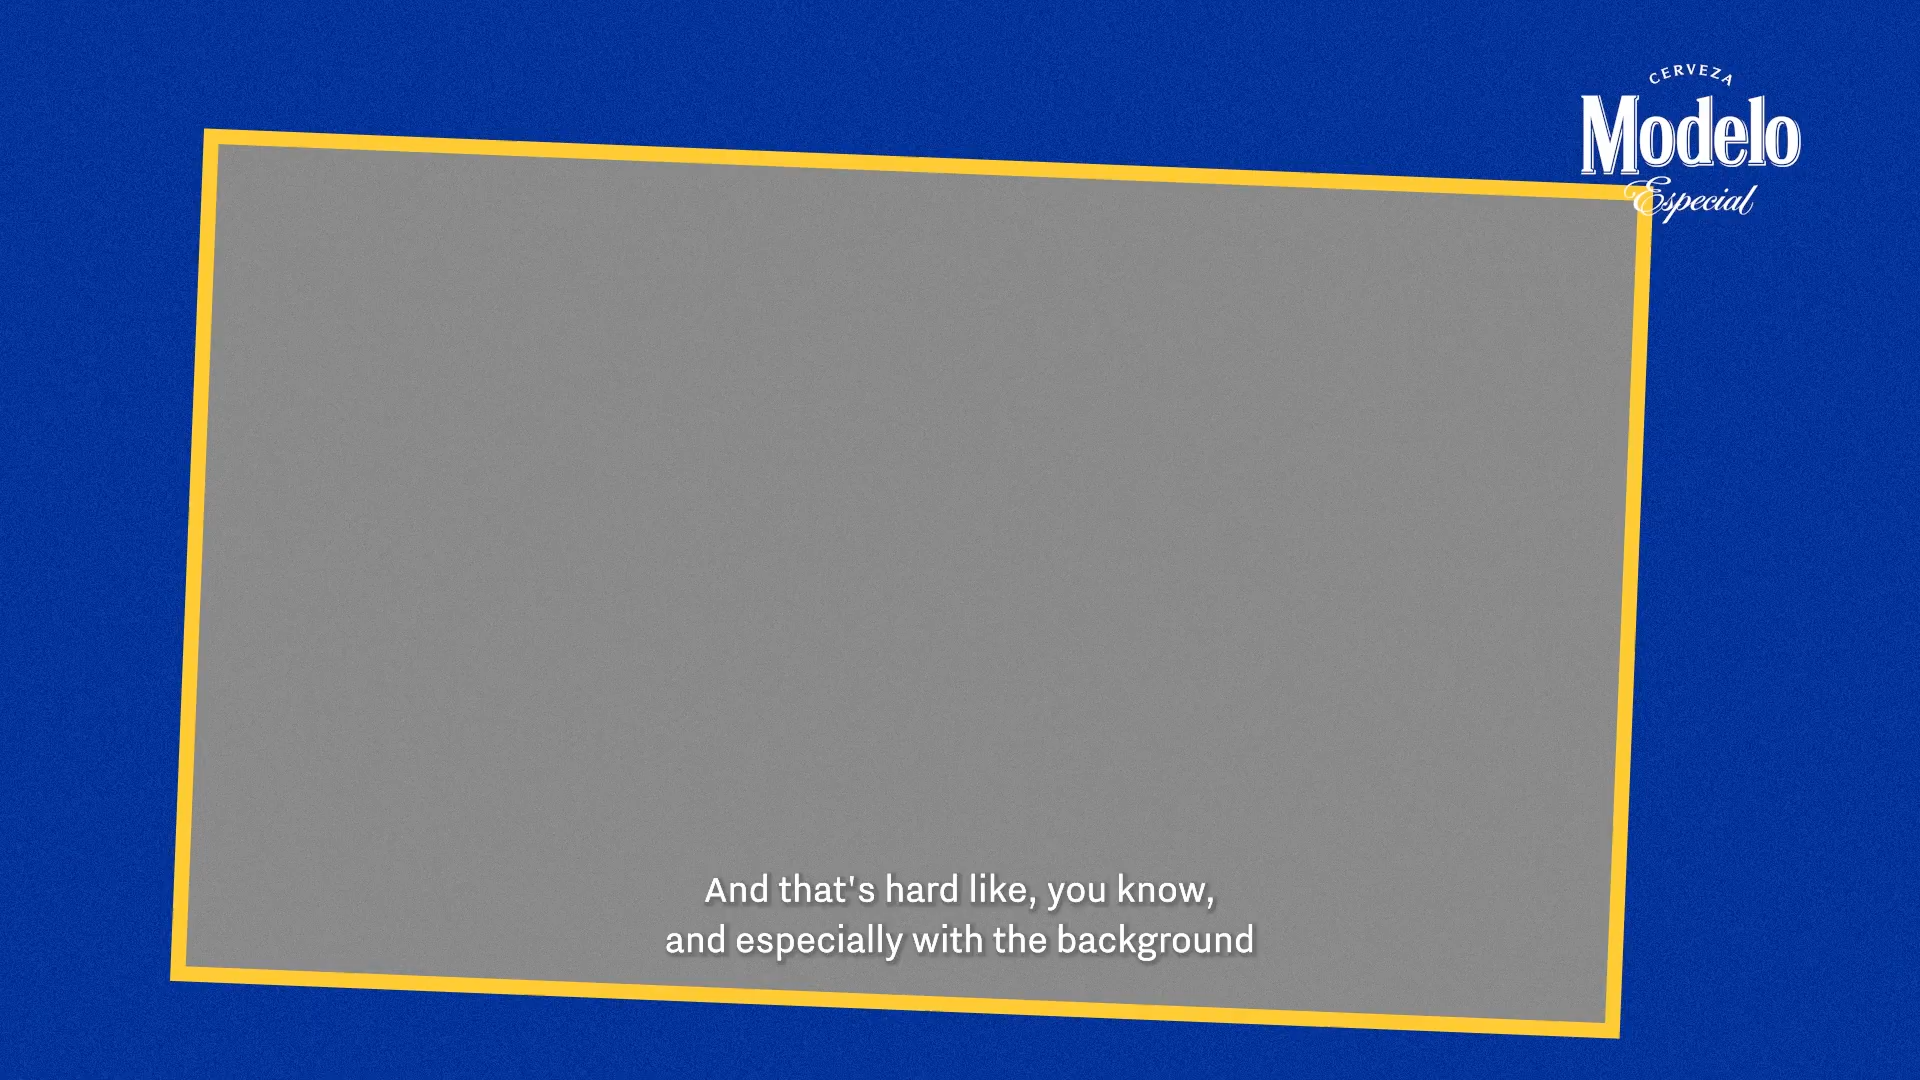 CERVEZA
Modelo
Especial
And that's hard like, you know,
and especially with the background